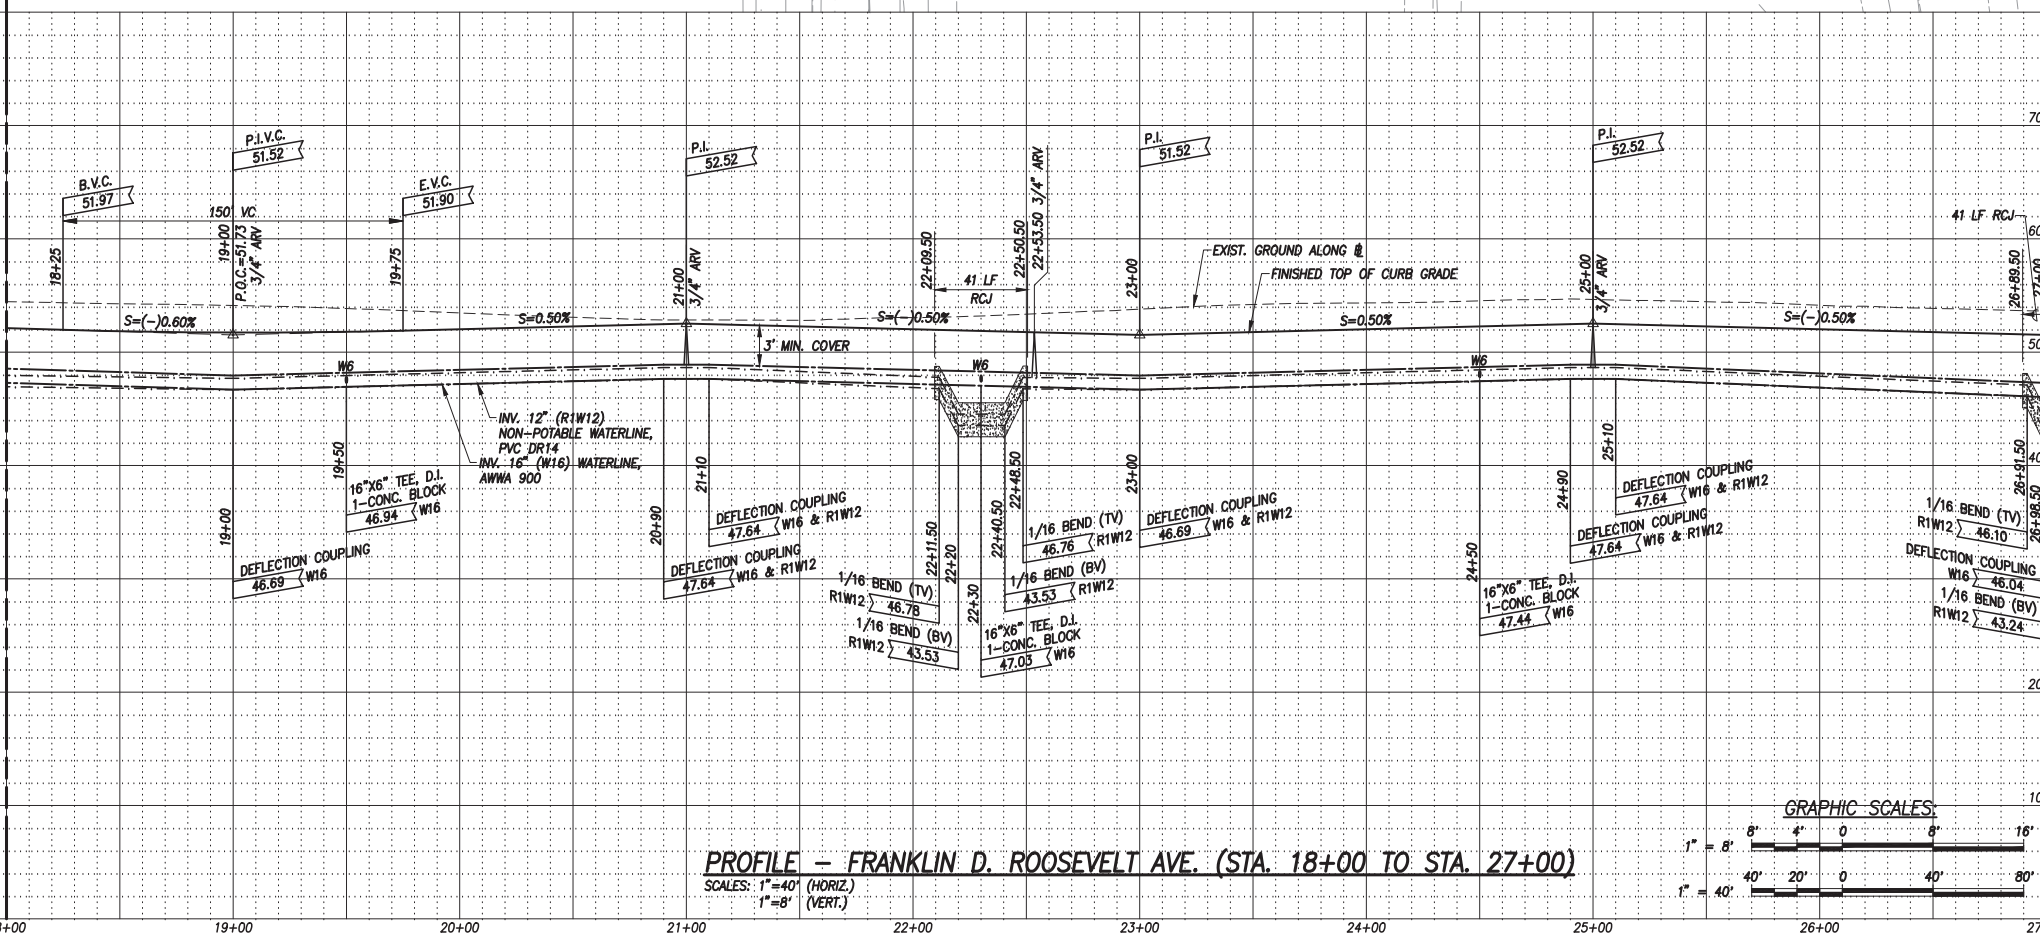 P.I.V.C.
51.52
B.V.C.
51.97
E.V.C.
51.90
150' VC
18+25
19+00
P.O.C.=51.73
3/4" ARV
19+75
P.I.
52.52
21+00
3/4" ARV
22+09.50
41 LF
RCJ
22+50.50
22+53.50 3/4" ARV
P.I.
51.52
23+00
EXIST. GROUND ALONG
FINISHED TOP OF CURB GRADE
P.I.
52.52
25+00
3/4" ARV
41 LF RCJ
26+89.50
S=(-)0.60%
S=0.50%
S=(-)0.50%
S=0.50%
S=(-)0.50%
3' MIN. COVER
W6
W6
W6
INV. 12" (R1W12)
NON-POTABLE WATERLINE,
PVC DR14
INV. 16" (W16) WATERLINE,
AWWA 900
19+00
DEFLECTION COUPLING
46.69 W16
19+50
16"X6" TEE, D.I.
1-CONC. BLOCK
46.94 W16
20+90
DEFLECTION COUPLING
47.64 W16 & R1W12
21+10
DEFLECTION COUPLING
47.64 W16 & R1W12
22+11.50
1/16 BEND (TV)
R1W12 46.78
22+20
1/16 BEND (BV)
R1W12 43.53
22+30
16"X6" TEE, D.I.
1-CONC. BLOCK
47.03 W16
22+40.50
1/16 BEND (BV)
43.53 R1W12
22+48.50
1/16 BEND (TV)
46.76 R1W12
23+00
DEFLECTION COUPLING
46.69 W16 & R1W12
24+50
16"X6" TEE, D.I.
1-CONC. BLOCK
47.44 W16
24+90
DEFLECTION COUPLING
47.64 W16 & R1W12
25+10
DEFLECTION COUPLING
47.64 W16 & R1W12
26+91.50
1/16 BEND (TV)
R1W12 46.10
26+98.50
DEFLECTION COUPLING
W16 46.04
1/16 BEND (BV)
R1W12 43.24
70
60
50
40
20
10
GRAPHIC SCALES:
8' 4' 0 8' 16'
1" = 8'
40' 20' 0 40' 80'
1" = 40'
PROFILE - FRANKLIN D. ROOSEVELT AVE. (STA. 18+00 TO STA. 27+00)
SCALES: 1"=40' (HORIZ.)
1"=8' (VERT.)
19+00 20+00 21+00 22+00 23+00 24+00 25+00 26+00